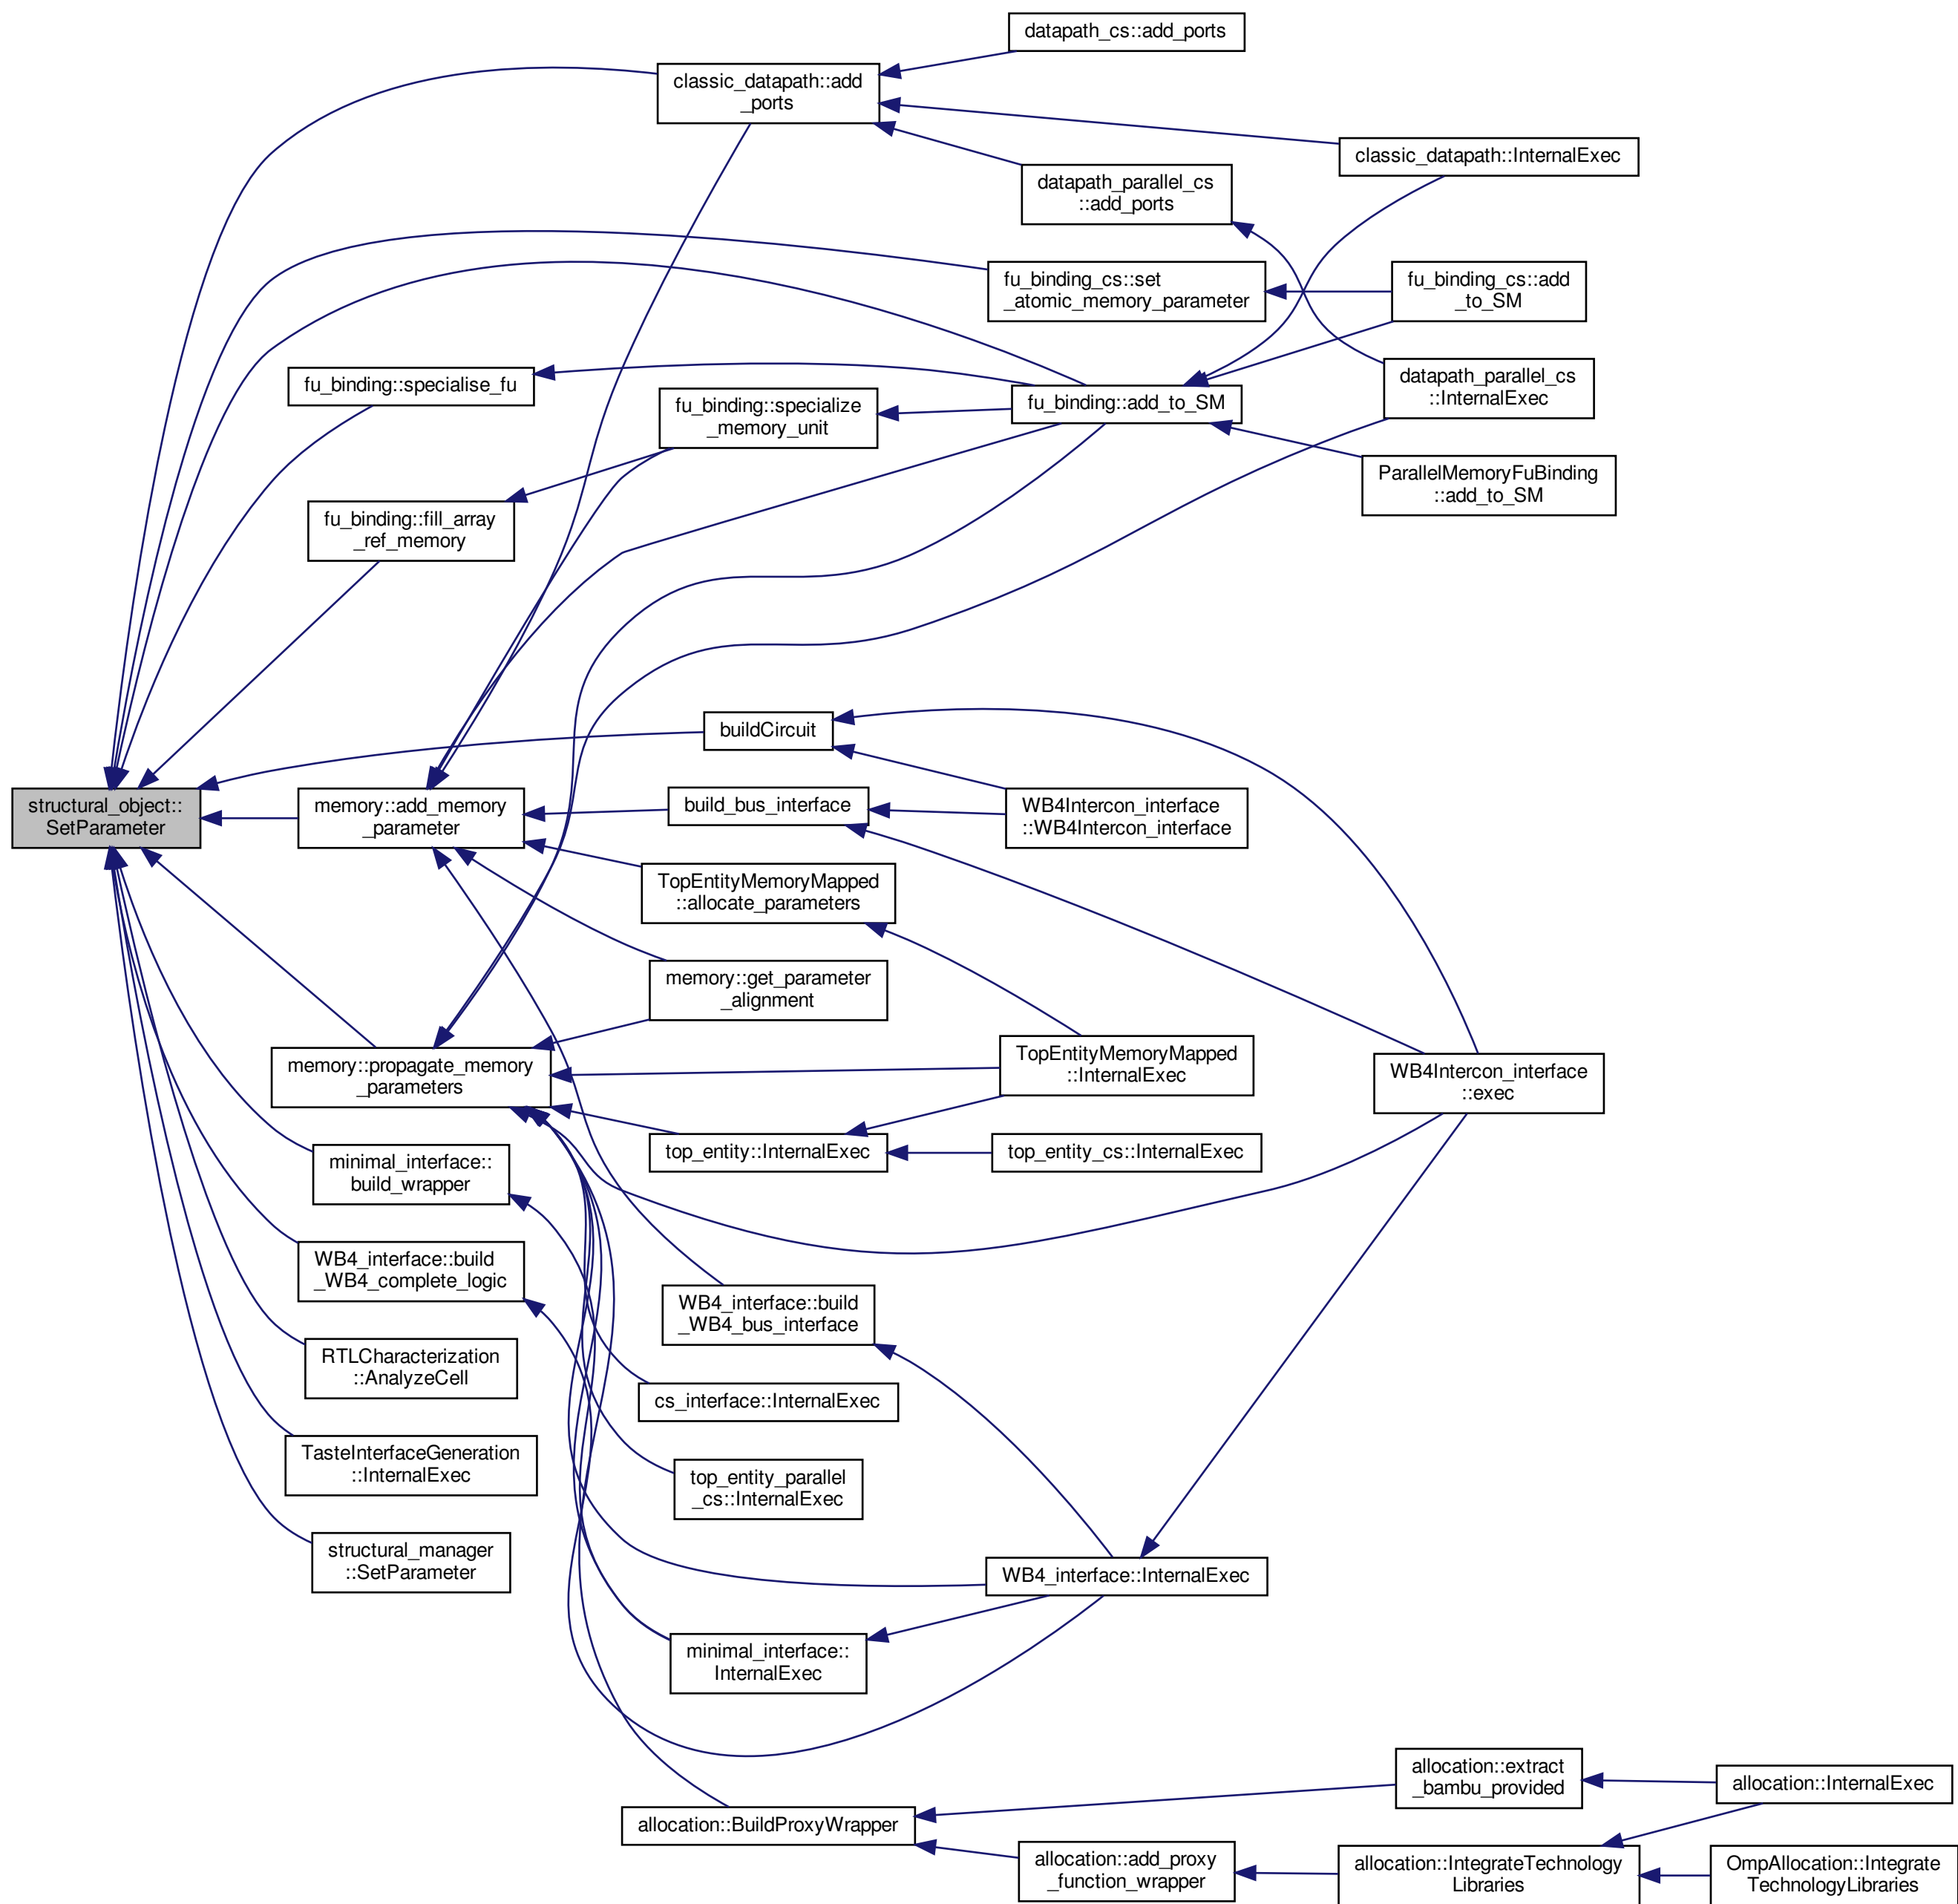 datapath_cs::add_ports
classic_datapath::add
_ports
classic_datapath::InternalExec
datapath_parallel_cs
::add_ports
fu_binding_cs::set
_atomic_memory_parameter
fu_binding_cs::add
_to_SM
fu_binding::specialise_fu
datapath_parallel_cs
::InternalExec
fu_binding::specialize
_memory_unit
fu_binding::add_to_SM
ParallelMemoryFuBinding
::add_to_SM
fu_binding::fill_array
_ref_memory
buildCircuit
structural_object::
SetParameter
memory::add_memory
_parameter
build_bus_interface
WB4Intercon_interface
::WB4Intercon_interface
TopEntityMemoryMapped
::allocate_parameters
memory::get_parameter
_alignment
memory::propagate_memory
_parameters
TopEntityMemoryMapped
::InternalExec
WB4Intercon_interface
::exec
top_entity::InternalExec
top_entity_cs::InternalExec
minimal_interface::
build_wrapper
WB4_interface::build
_WB4_complete_logic
WB4_interface::build
_WB4_bus_interface
RTLCharacterization
::AnalyzeCell
cs_interface::InternalExec
TasteInterfaceGeneration
::InternalExec
top_entity_parallel
_cs::InternalExec
structural_manager
::SetParameter
WB4_interface::InternalExec
minimal_interface::
InternalExec
allocation::extract
_bambu_provided
allocation::InternalExec
allocation::BuildProxyWrapper
allocation::add_proxy
_function_wrapper
allocation::IntegrateTechnology
Libraries
OmpAllocation::Integrate
TechnologyLibraries